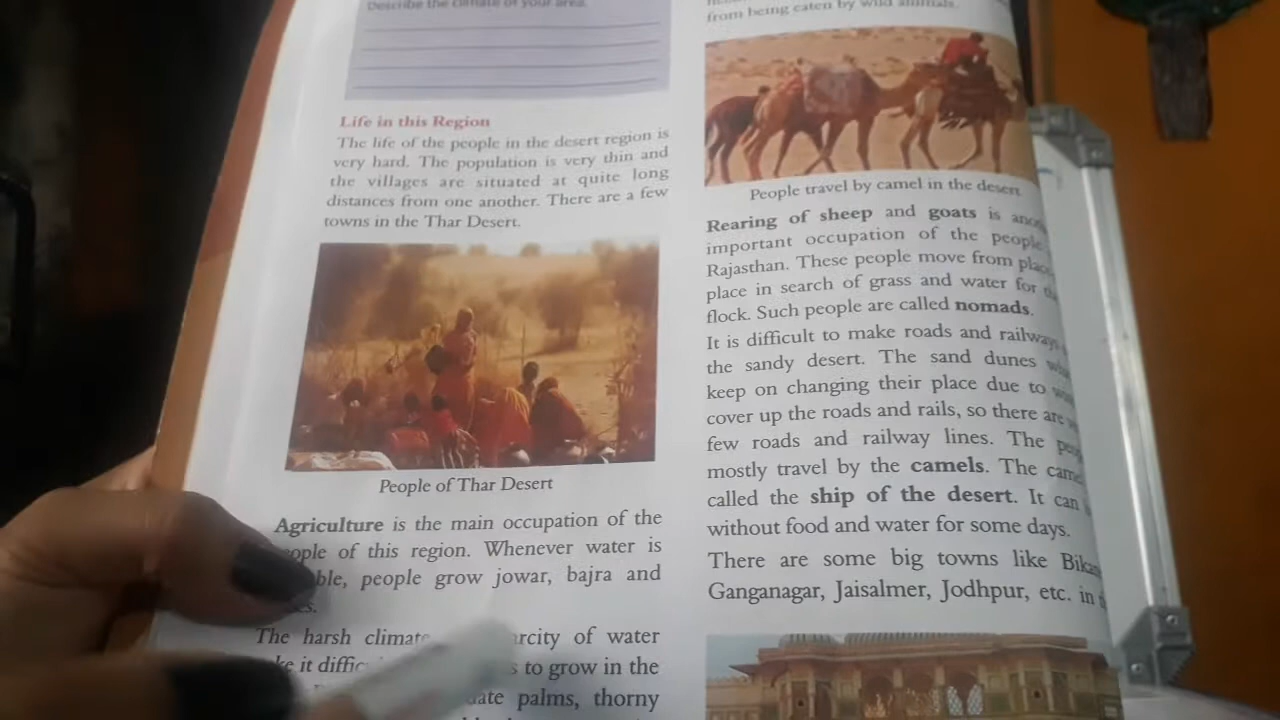 Describe the climate of your area.
Life in this Region
The life of the people in the desert region is
very hard. The population is very thin and
the villages are situated at quite long
distances from one another. There are a few
towns in the Thar Desert.
People of Thar Desert
Agriculture is the main occupation of the
of this region. Whenever water is
people grow jowar, bajra and
The harsh climate of water
it to grow in the
palms, thorny
from being eaten by wild animals.
People travel by camel in the desert.
Rearing of sheep and goats is
important occupation of the people
Rajasthan. These people move from
place in search of grass and water for
flock. Such people are called nomads.
It is difficult to make roads and railways
the sandy desert. The sand dunes
keep on changing their place due to
cover up the roads and rails, so there are
few roads and railway lines. The
mostly travel by the camels. The
called the ship of the desert. It can
without food and water for some days.
There are some big towns like
Ganganagar, Jaisalmer, Jodhpur, etc. in